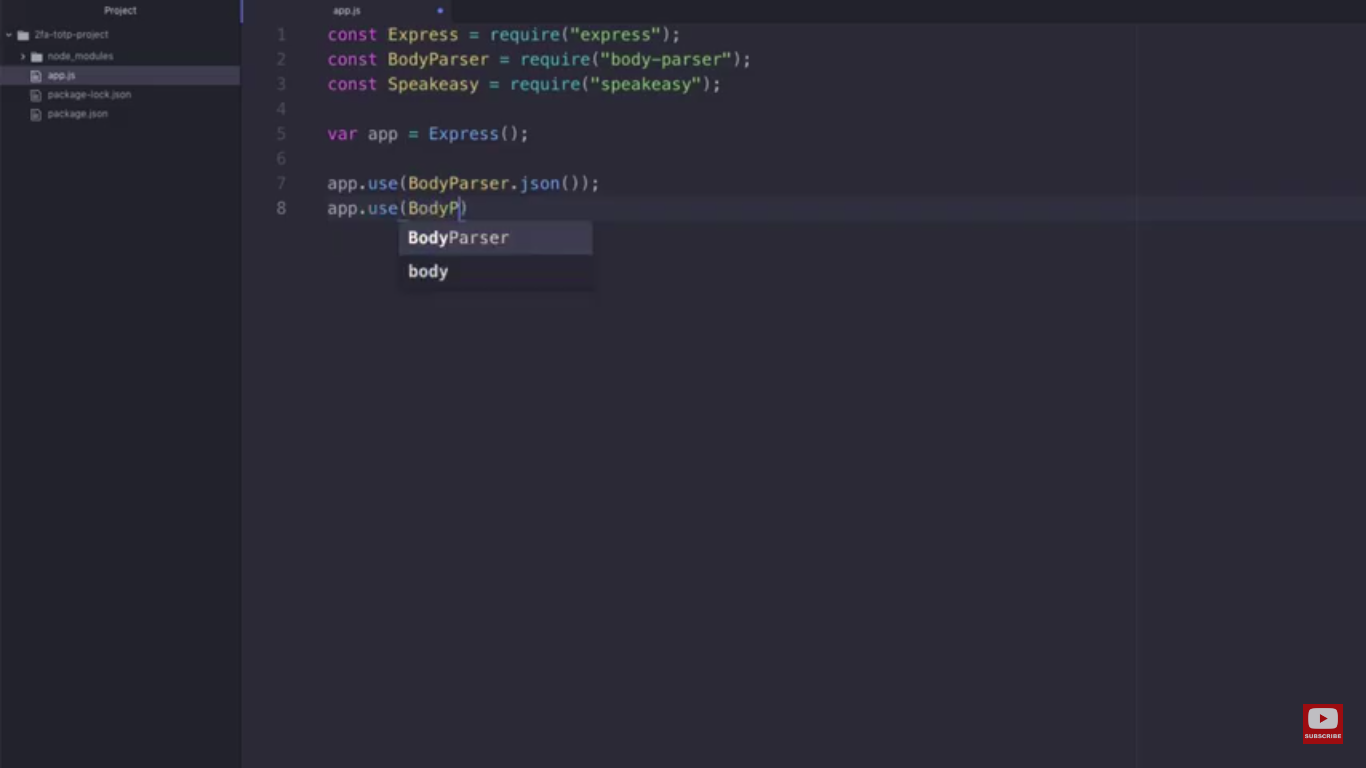 Project
2fa-totp-project
node_modules
app.js
package-lock.json
package.json
app.js
1 const Express = require("express");
2 const BodyParser = require("body-parser");
3 const Speakeasy = require("speakeasy");
4
5 var app = Express();
6
7 app.use(BodyParser.json());
8 app.use(BodyP)
BodyParser
body
SUBSCRIBE